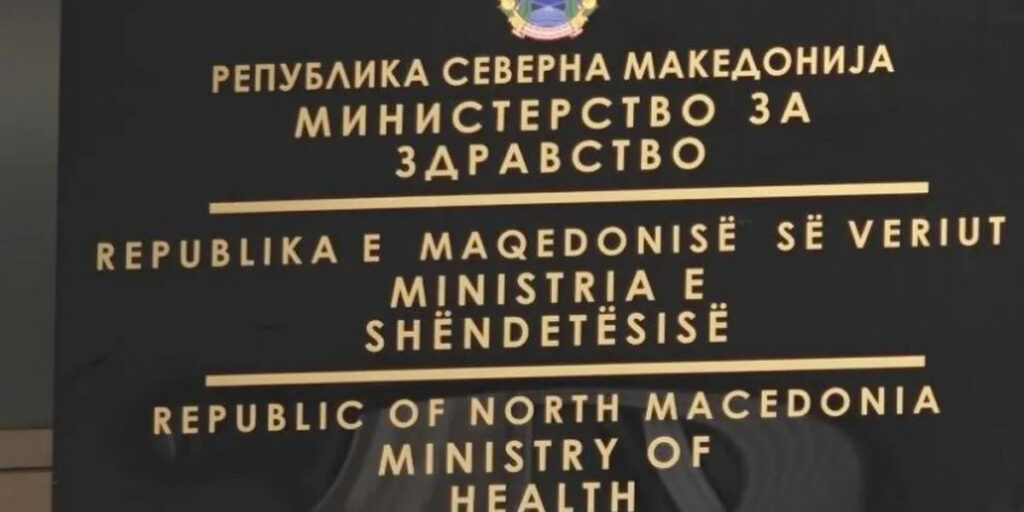 РЕПУБЛИКА СЕВЕРНА МАКЕДОНИЈА
МИНИСТЕРСТВО ЗА
ЗДРАВСТВО
REPUBLIKA E MAQEDONISË SË VERIUT
MINISTRIA E
SHËNDETËSISË
REPUBLIC OF NORTH MACEDONIA
MINISTRY OF
HEALTH